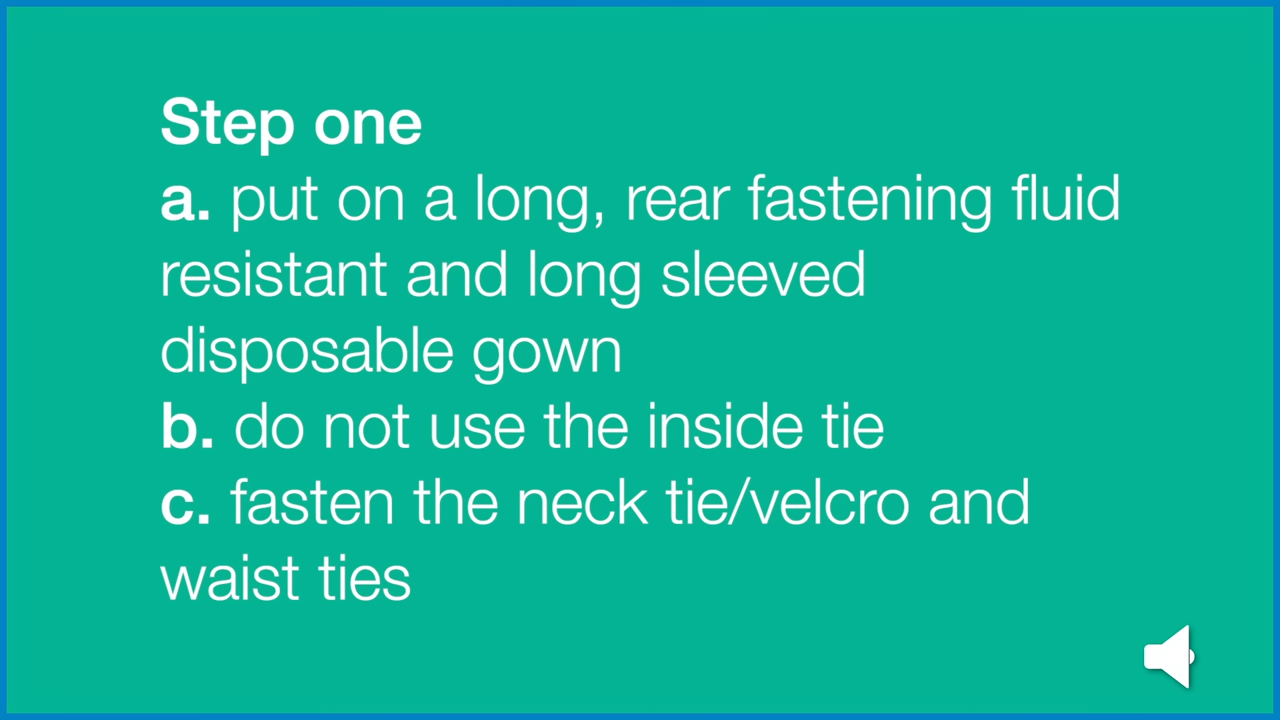 Step one
a. put on a long, rear fastening fluid
resistant and long sleeved
disposable gown
b. do not use the inside tie
c. fasten the neck tie/velcro and
waist ties